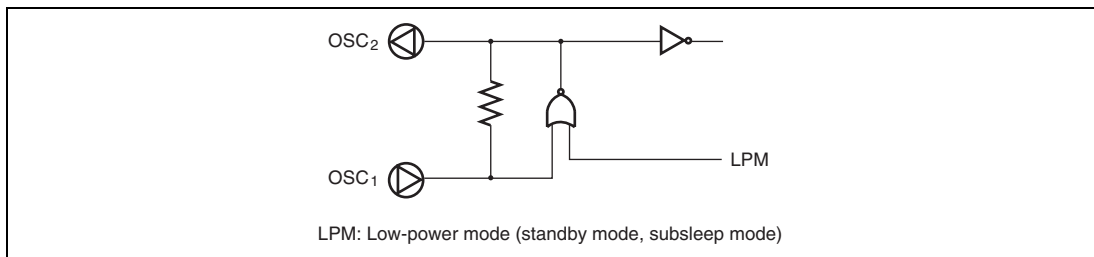 OSC2
OSC1
LPM
LPM: Low-power mode (standby mode, subsleep mode)